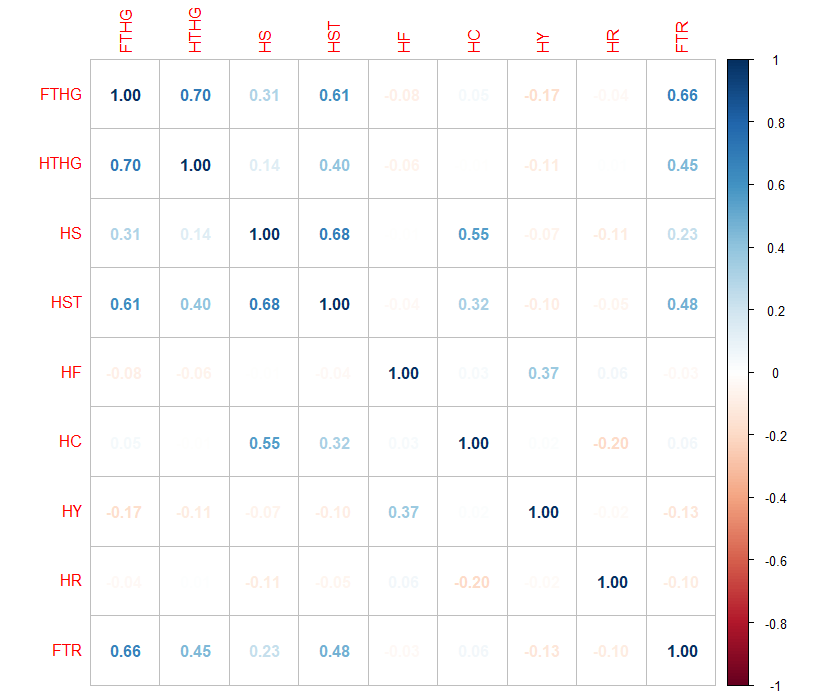 FTHG HTHG HS HST HF HC HY HR FTR
FTHG 1.00 0.70 0.31 0.61 -0.08 0.05 -0.17 -0.04 0.66
HTHG 0.70 1.00 0.14 0.40 -0.06 -0.11 0.45
HS 0.31 0.14 1.00 0.68 0.55 -0.07 -0.11 0.23
HST 0.61 0.40 0.68 1.00 -0.04 0.32 -0.10 -0.05 0.48
HF -0.08 -0.06 -0.04 1.00 0.03 0.37 0.06 -0.03
HC 0.05 0.55 0.32 0.03 1.00 0.02 -0.20 0.06
HY -0.17 -0.11 -0.07 -0.10 0.37 0.02 1.00 -0.02 -0.13
HR -0.04 -0.11 -0.05 0.06 -0.20 -0.02 1.00 -0.10
FTR 0.66 0.45 0.23 0.48 -0.03 0.06 -0.13 -0.10 1.00
1
0.8
0.6
0.4
0.2
0
-0.2
-0.4
-0.6
-0.8
-1